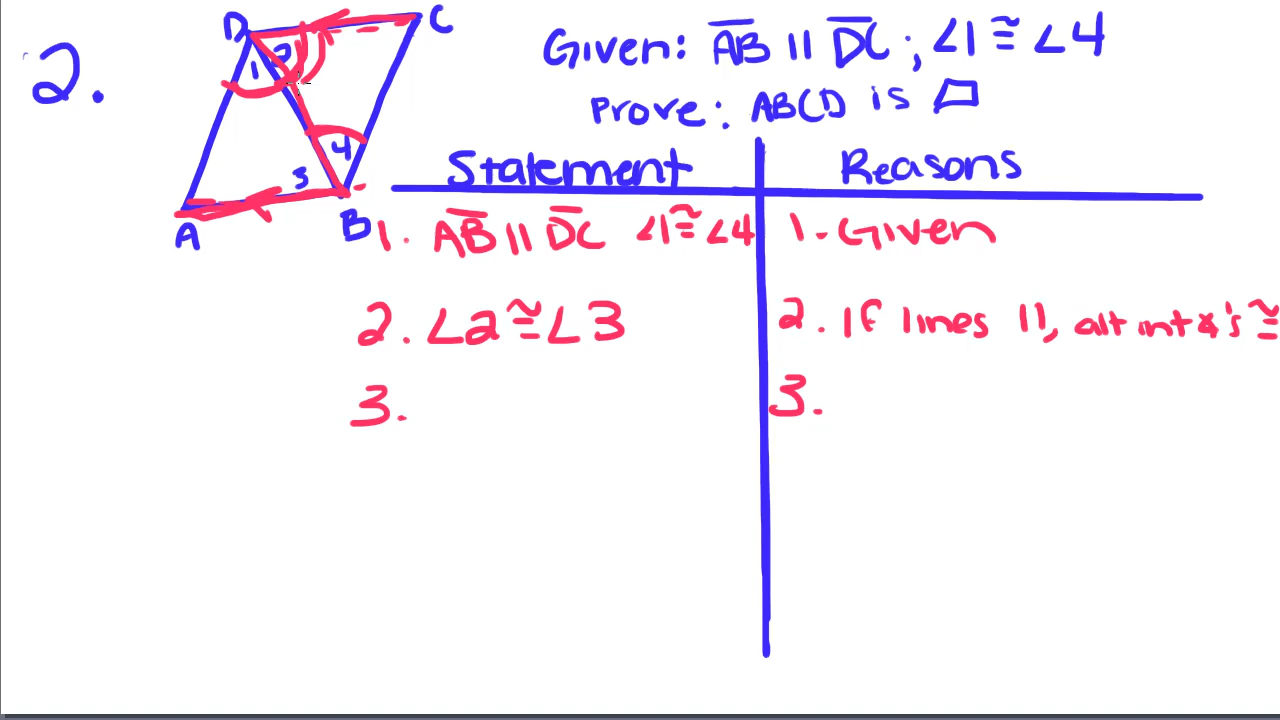 2.
D C
1 2
4
3
A B
Given: AB || DC ; ∠1 ≅ ∠4
Prove: ABCD is ▱
Statement Reasons
1. AB || DC ∠1 ≅ ∠4 1. Given
2. ∠2 ≅ ∠3 2. If lines ||, alt int ∡'s ≅
3. 3.